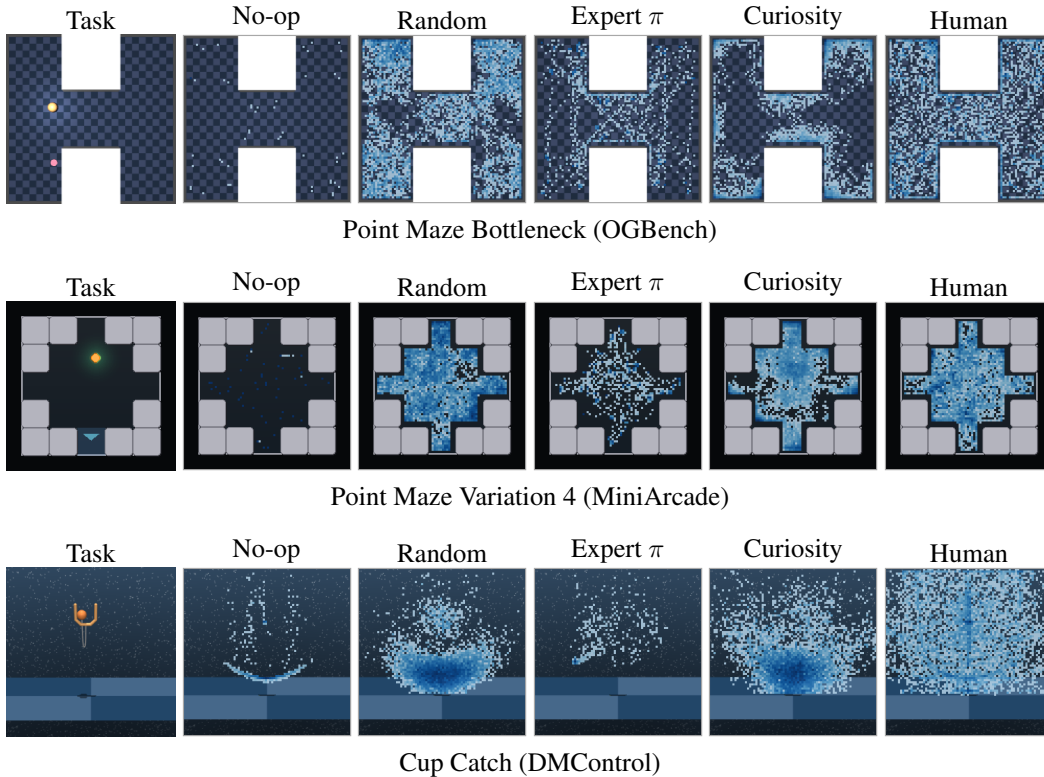 Task No-op Random Expert π Curiosity Human
Point Maze Bottleneck (OGBench)
Task No-op Random Expert π Curiosity Human
Point Maze Variation 4 (MiniArcade)
Task No-op Random Expert π Curiosity Human
Cup Catch (DMControl)